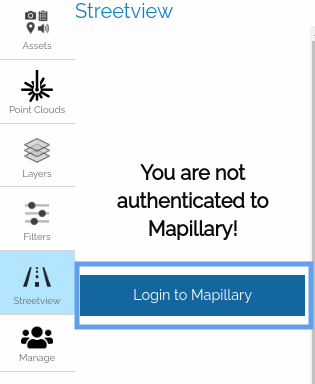 Streetview
Assets
Point Clouds
Layers
Filters
Streetview
Manage
You are not
authenticated to
Mapillary!
Login to Mapillary